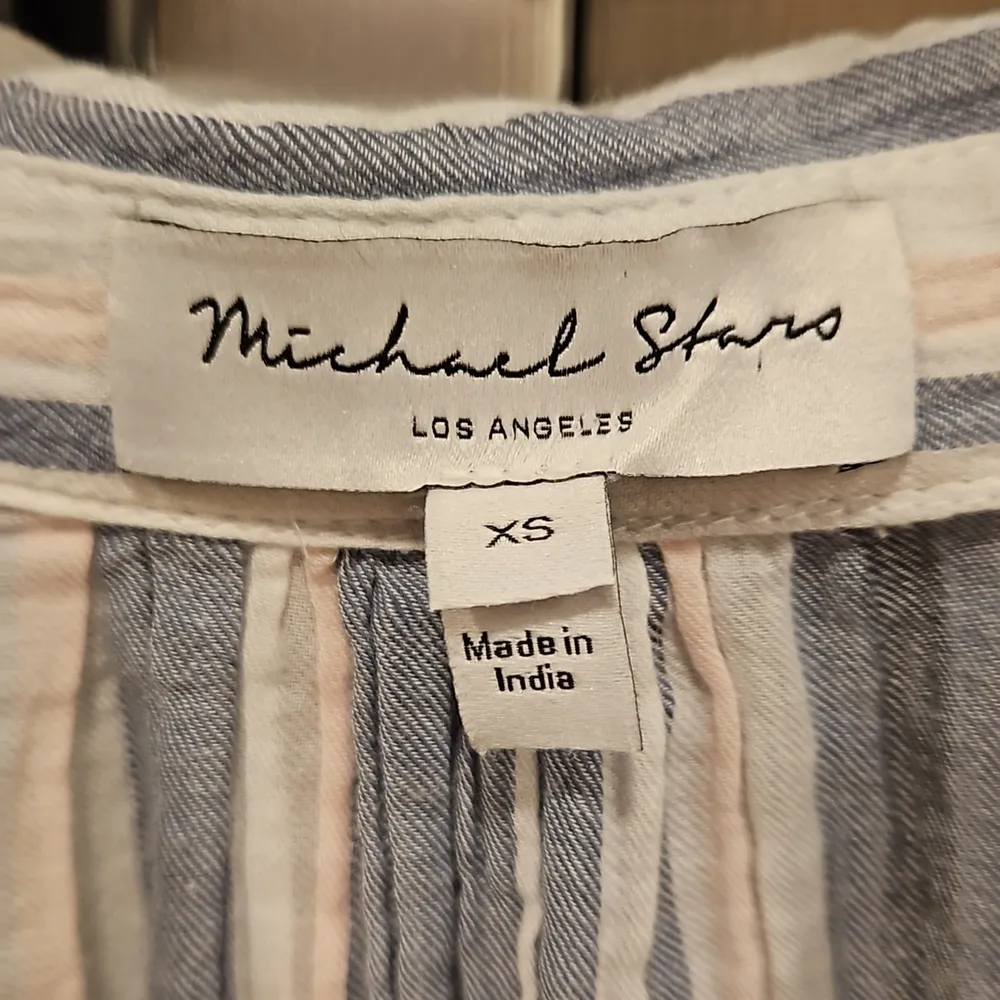 Michael Stars
LOS ANGELES
XS
Made in
India